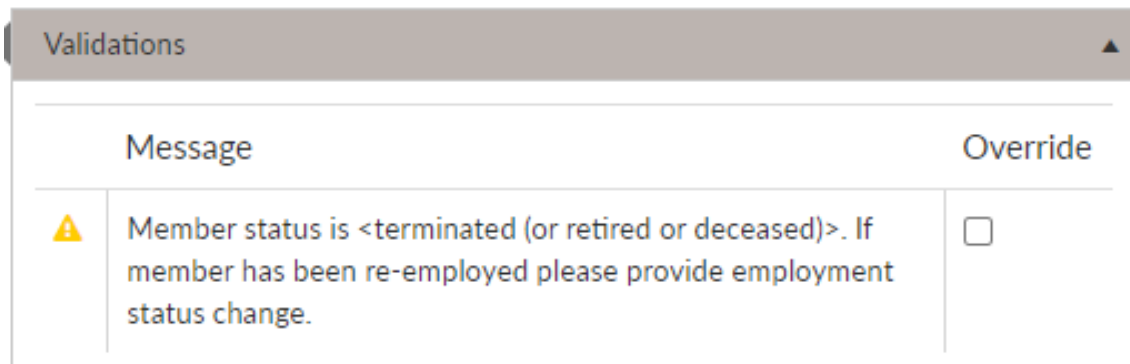 Validations
Message Override
Member status is <terminated (or retired or deceased)>. If
member has been re-employed please provide employment
status change.